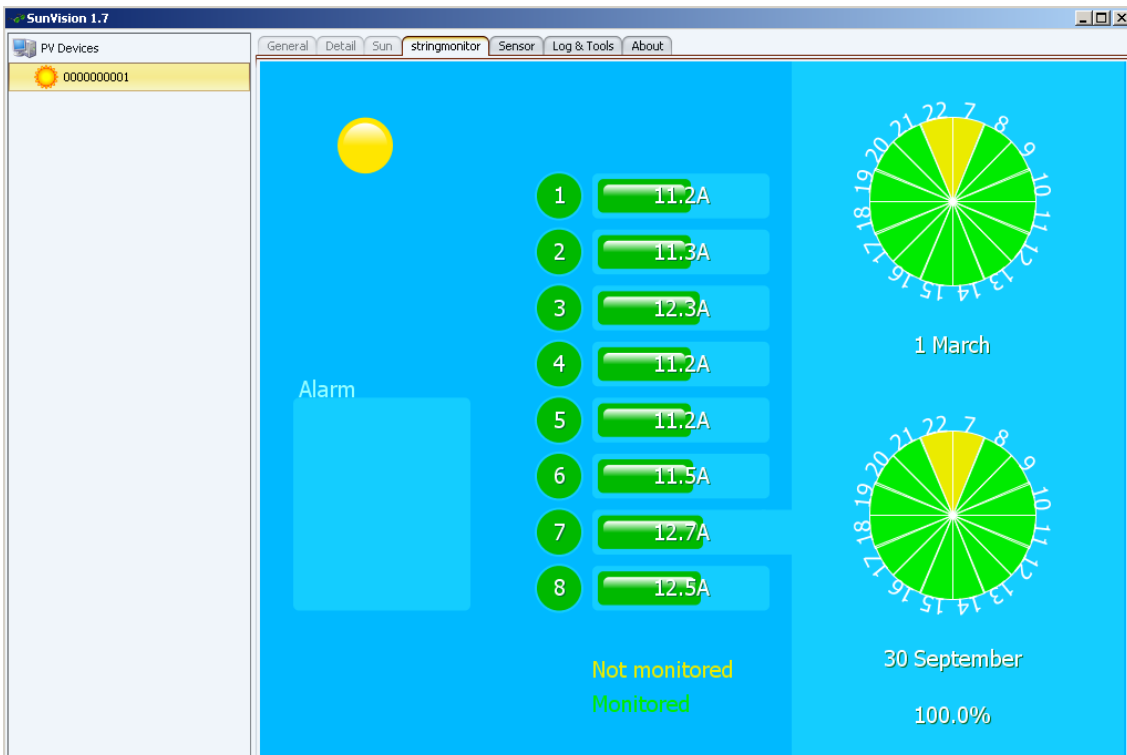 SunVision 1.7
PV Devices
0000000001
General Detail Sun stringmonitor Sensor Log & Tools About
Alarm
1 11.2A
2 11.3A
3 12.3A
4 11.2A
5 11.2A
6 11.5A
7 12.7A
8 12.5A
Not monitored
Monitored
7 8 9 10 11 12 13 14 15 16 17 18 19 20 21 22
1 March
7 8 9 10 11 12 13 14 15 16 17 18 19 20 21 22
30 September
100.0%